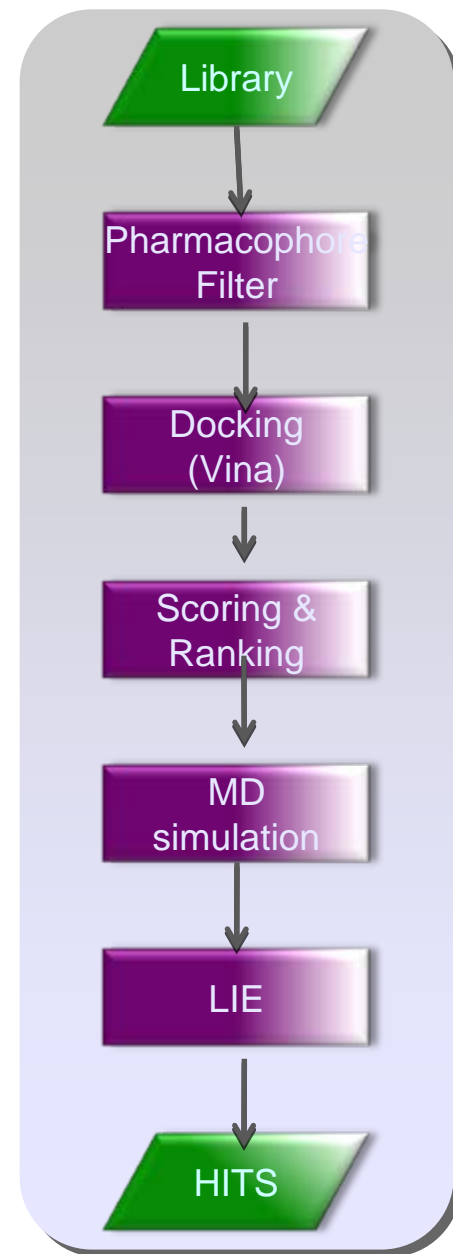 Library
Pharmacophore
Filter
Docking
(Vina)
Scoring &
Ranking
MD
simulation
LIE
HITS